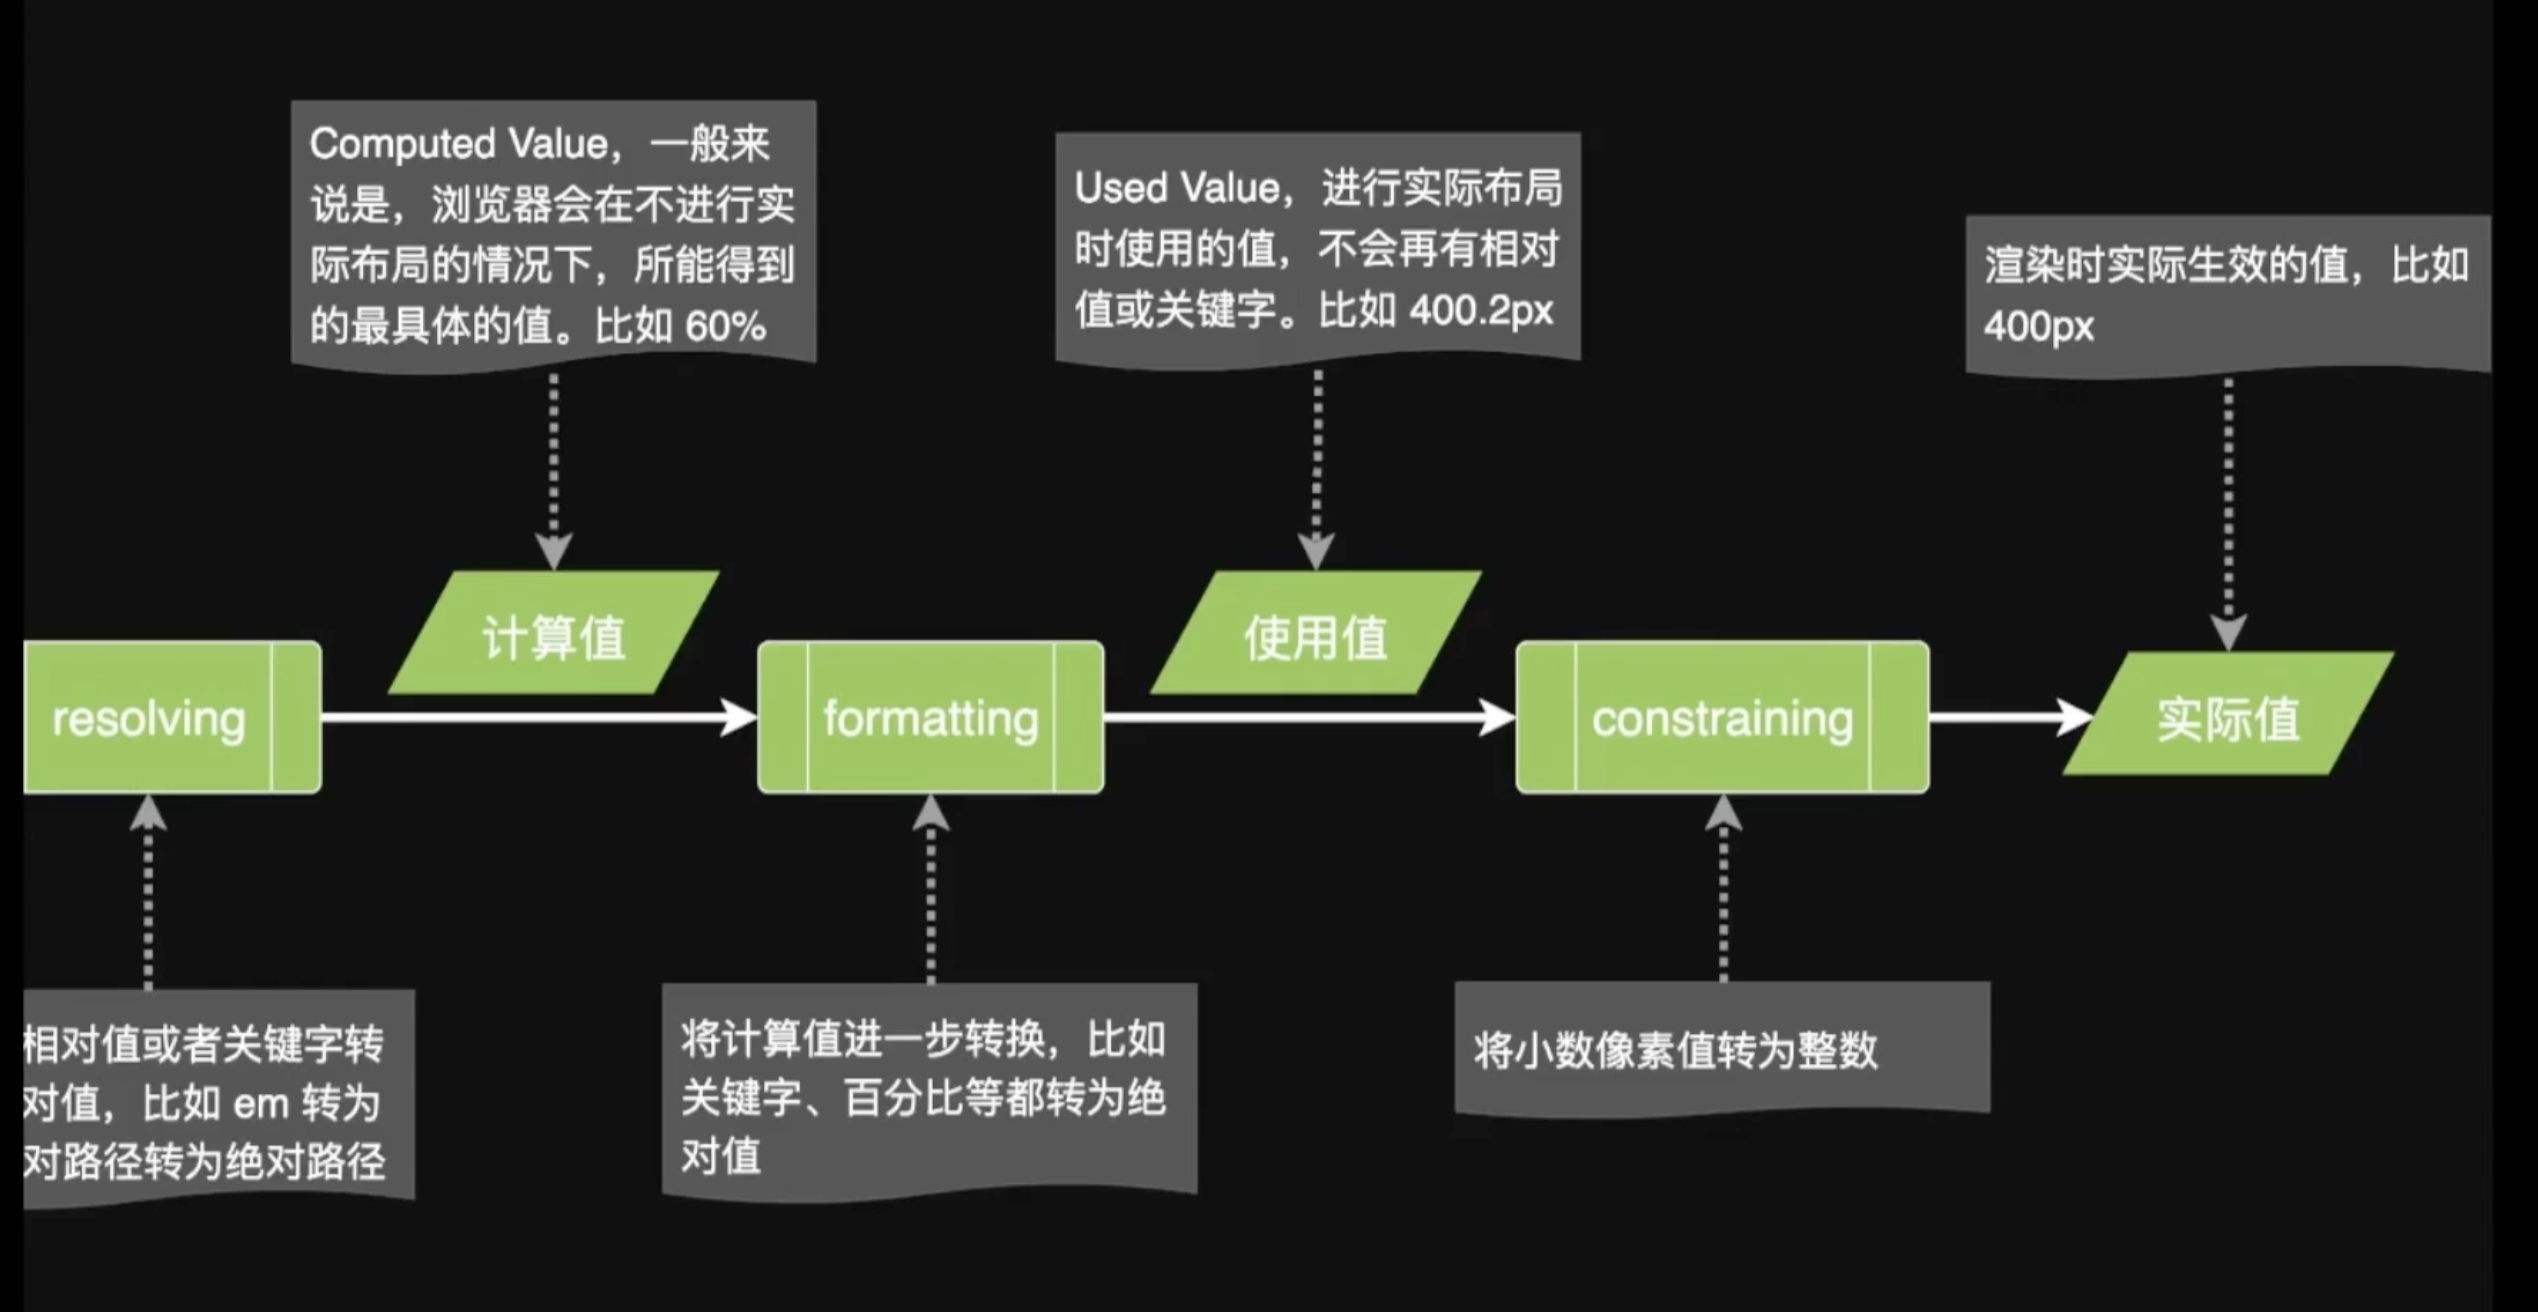 Computed Value，一般来
说是，浏览器会在不进行实
际布局的情况下，所能得到
的最具体的值。比如 60%
Used Value，进行实际布局
时使用的值，不会再有相对
值或关键字。比如 400.2px
渲染时实际生效的值，比如
400px
计算值
使用值
resolving
formatting
constraining
实际值
相对值或者关键字转
对值，比如 em 转为
对路径转为绝对路径
将计算值进一步转换，比如
关键字、百分比等都转为绝
对值
将小数像素值转为整数